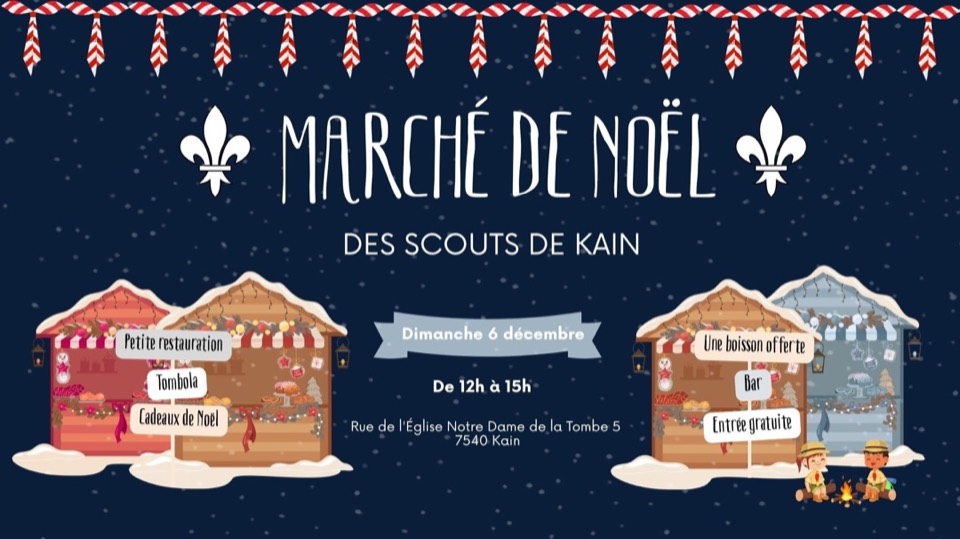 MARCHÉ DE NOËL
DES SCOUTS DE KAIN
Petite restauration
Tombola
Cadeaux de Noël
Dimanche 6 décembre
De 12h à 15h
Rue de l'Église Notre Dame de la Tombe 5
7540 Kain
Une boisson offerte
Bar
Entrée gratuite